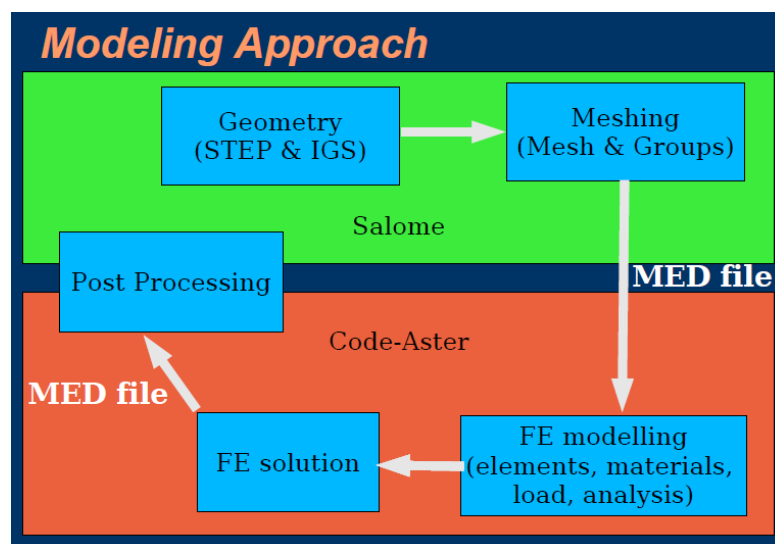 Modeling Approach
Geometry
(STEP & IGS)
Meshing
(Mesh & Groups)
Salome
Post Processing
MED file
Code-Aster
MED file
FE solution
FE modelling
(elements, materials,
load, analysis)